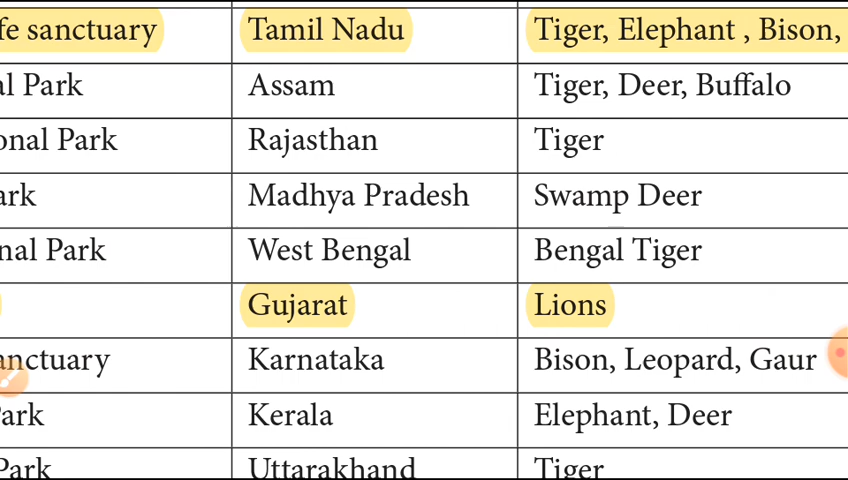 fe sanctuary Tamil Nadu Tiger, Elephant , Bison,
al Park Assam Tiger, Deer, Buffalo
onal Park Rajasthan Tiger
ark Madhya Pradesh Swamp Deer
nal Park West Bengal Bengal Tiger
Gujarat Lions
anctuary Karnataka Bison, Leopard, Gaur
Park Kerala Elephant, Deer
Park Uttarakhand Tiger